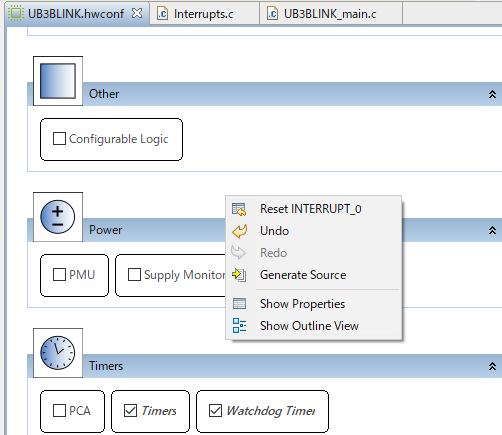 UB3BLINK.hwconf
Interrupts.c
UB3BLINK_main.c
Other
Configurable Logic
Power
PMU
Supply Monitor
Reset INTERRUPT_0
Undo
Redo
Generate Source
Show Properties
Show Outline View
Timers
PCA
Timers
Watchdog Timer